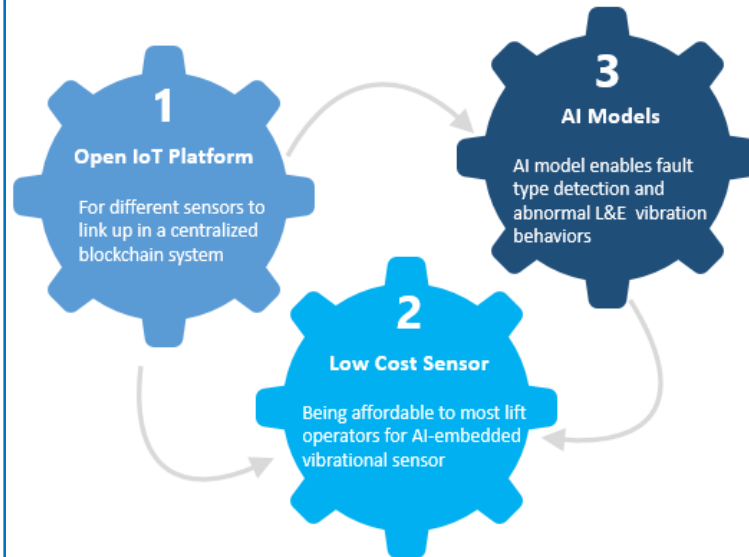 1
Open IoT Platform
For different sensors to
link up in a centralized
blockchain system
2
Low Cost Sensor
Being affordable to most lift
operators for AI-embedded
vibrational sensor
3
AI Models
AI model enables fault
type detection and
abnormal L&E vibration
behaviors